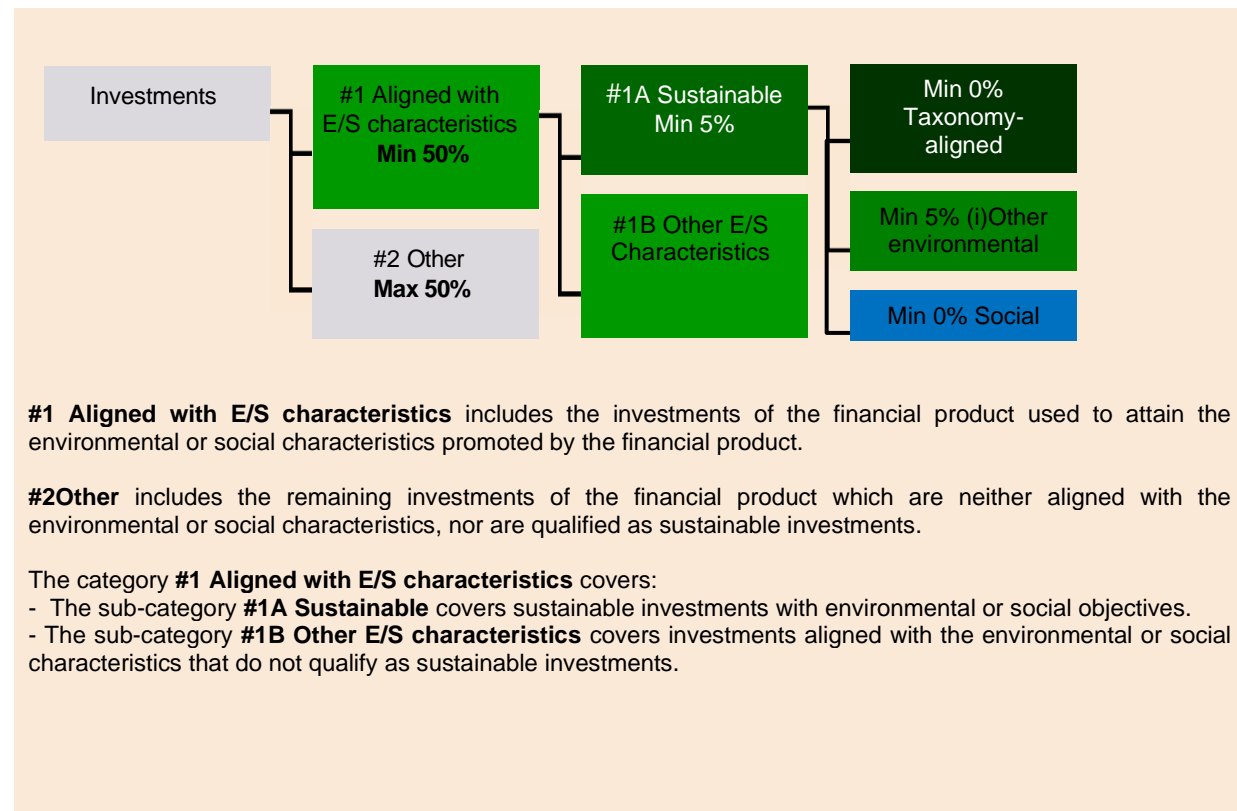 Investments
#1 Aligned with
E/S characteristics
Min 50%
#2 Other
Max 50%
#1A Sustainable
Min 5%
#1B Other E/S
Characteristics
Min 0%
Taxonomy-
aligned
Min 5% (i)Other
environmental
Min 0% Social
#1 Aligned with E/S characteristics includes the investments of the financial product used to attain the
environmental or social characteristics promoted by the financial product.
#2Other includes the remaining investments of the financial product which are neither aligned with the
environmental or social characteristics, nor are qualified as sustainable investments.
The category #1 Aligned with E/S characteristics covers:
- The sub-category #1A Sustainable covers sustainable investments with environmental or social objectives.
- The sub-category #1B Other E/S characteristics covers investments aligned with the environmental or social
characteristics that do not qualify as sustainable investments.